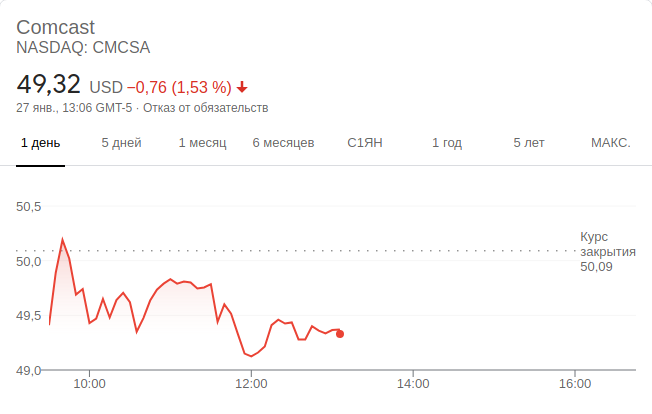 Comcast
NASDAQ: CMCSA
49,32 USD −0,76 (1,53 %)
27 янв., 13:06 GMT-5 · Отказ от обязательств
1 день 5 дней 1 месяц 6 месяцев С1ЯН 1 год 5 лет МАКС.
50,5
Курс
закрытия
50,09
50,0
49,5
49,0
10:00 12:00 14:00 16:00